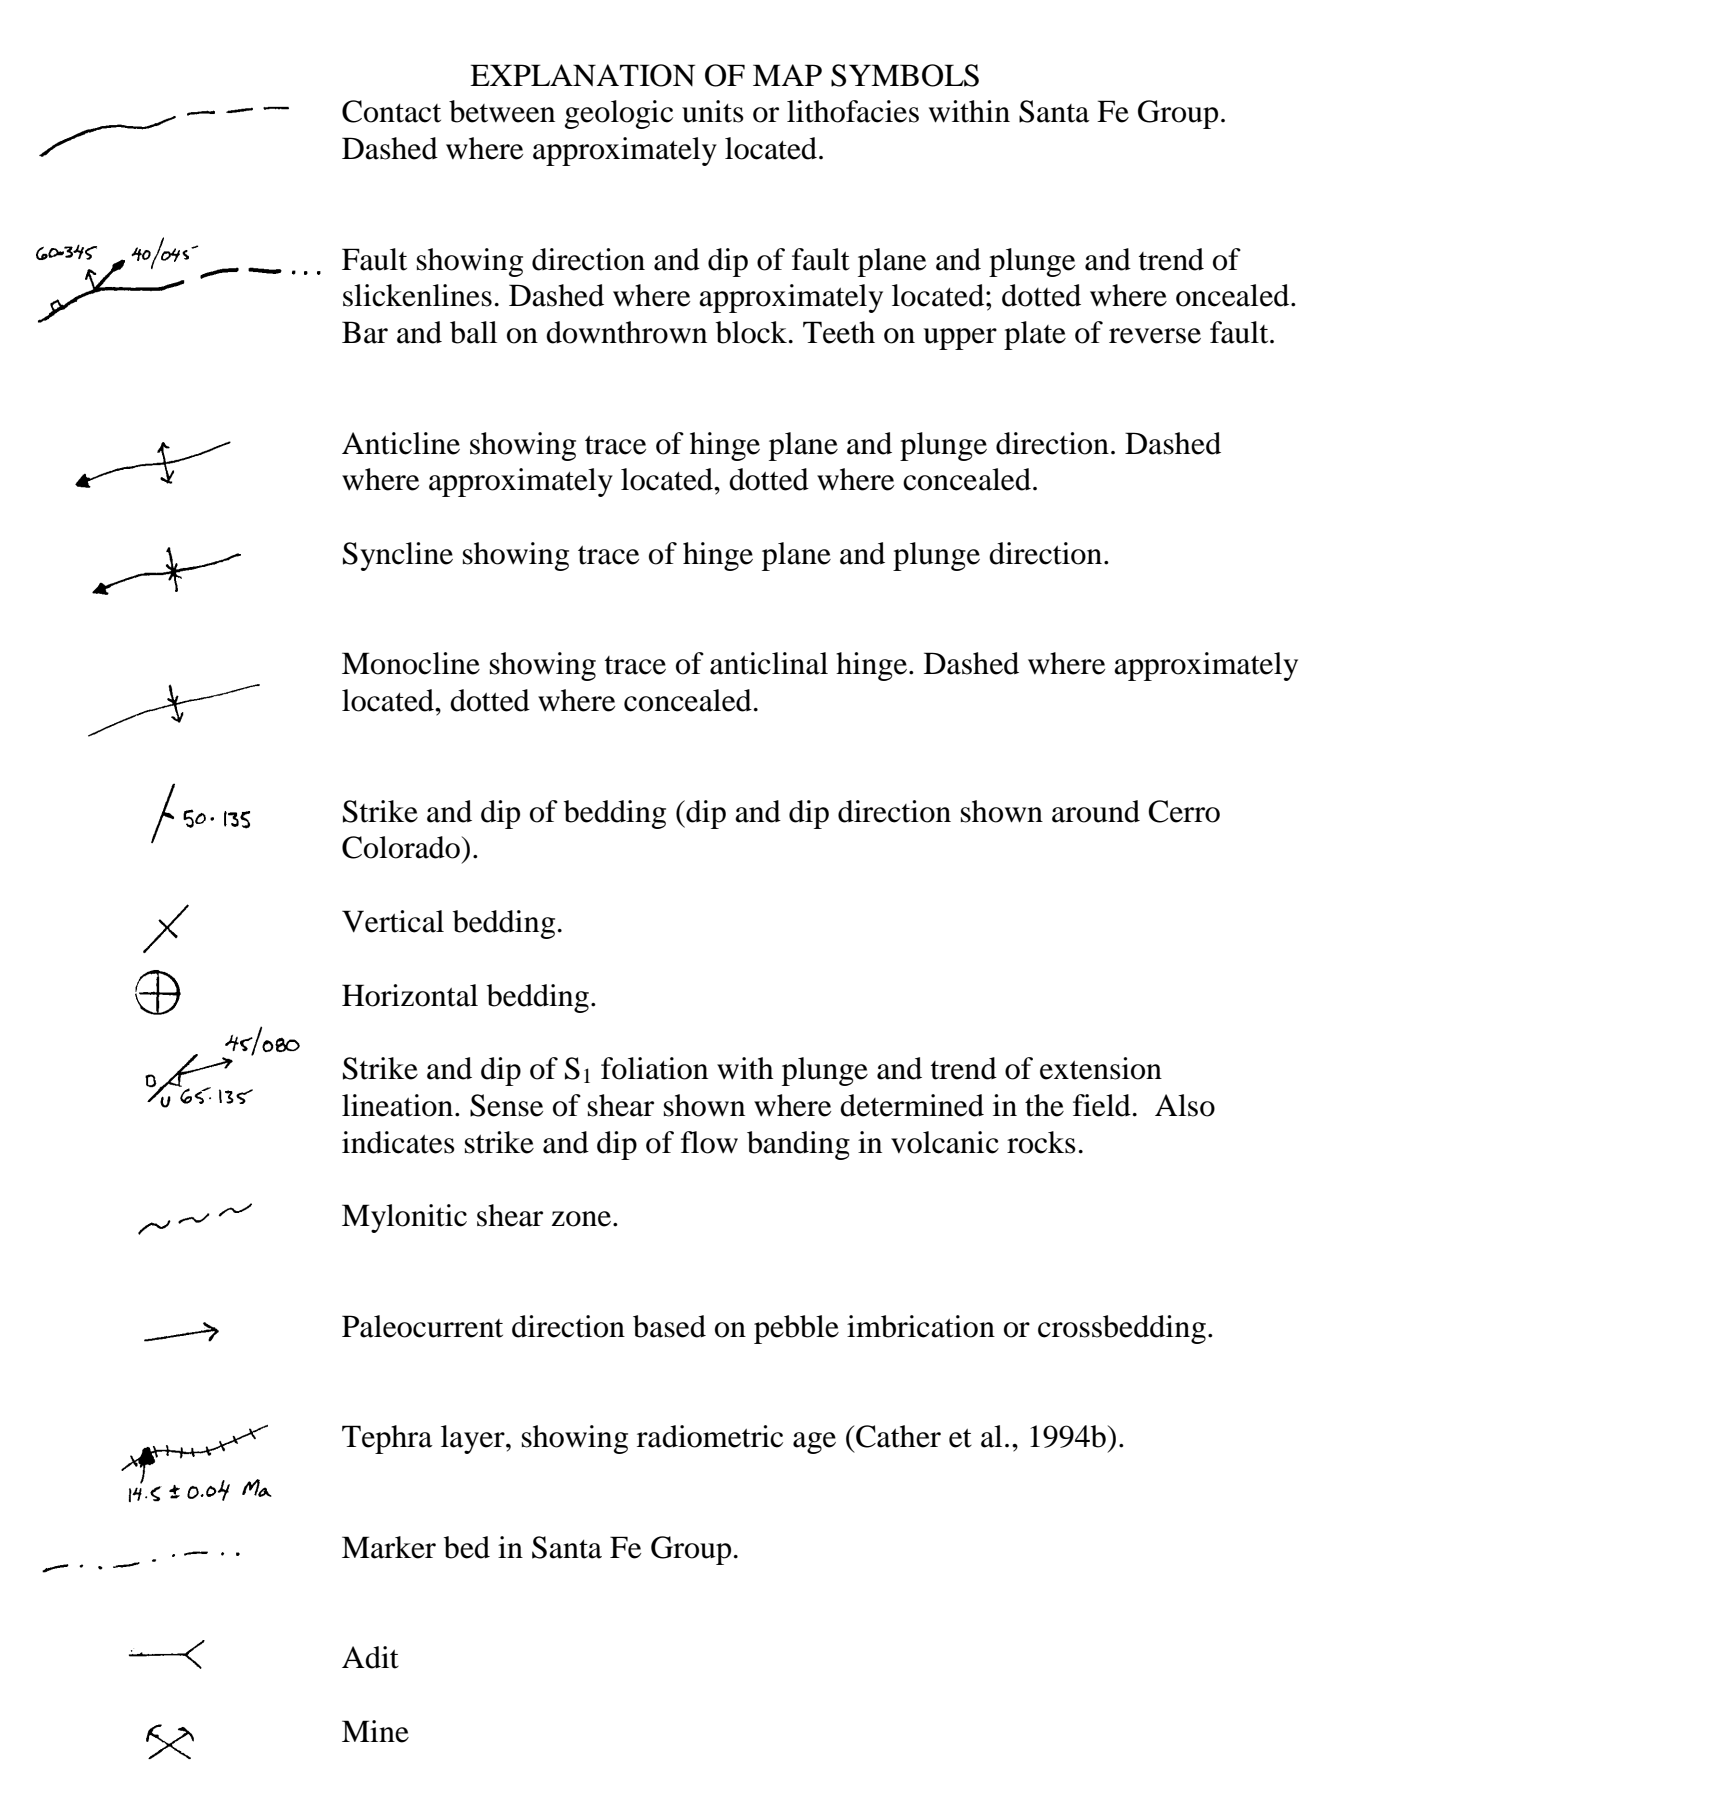 EXPLANATION OF MAP SYMBOLS
Contact between geologic units or lithofacies within Santa Fe Group.
Dashed where approximately located.
60-345
40/045
Fault showing direction and dip of fault plane and plunge and trend of
slickenlines. Dashed where approximately located; dotted where oncealed.
Bar and ball on downthrown block. Teeth on upper plate of reverse fault.
Anticline showing trace of hinge plane and plunge direction. Dashed
where approximately located, dotted where concealed.
Syncline showing trace of hinge plane and plunge direction.
Monocline showing trace of anticlinal hinge. Dashed where approximately
located, dotted where concealed.
50·135
Strike and dip of bedding (dip and dip direction shown around Cerro
Colorado).
Vertical bedding.
Horizontal bedding.
45/080
D
U 65·135
Strike and dip of S₁ foliation with plunge and trend of extension
lineation. Sense of shear shown where determined in the field.  Also
indicates strike and dip of flow banding in volcanic rocks.
Mylonitic shear zone.
Paleocurrent direction based on pebble imbrication or crossbedding.
Tephra layer, showing radiometric age (Cather et al., 1994b).
14.5 ± 0.04 Ma
Marker bed in Santa Fe Group.
Adit
Mine